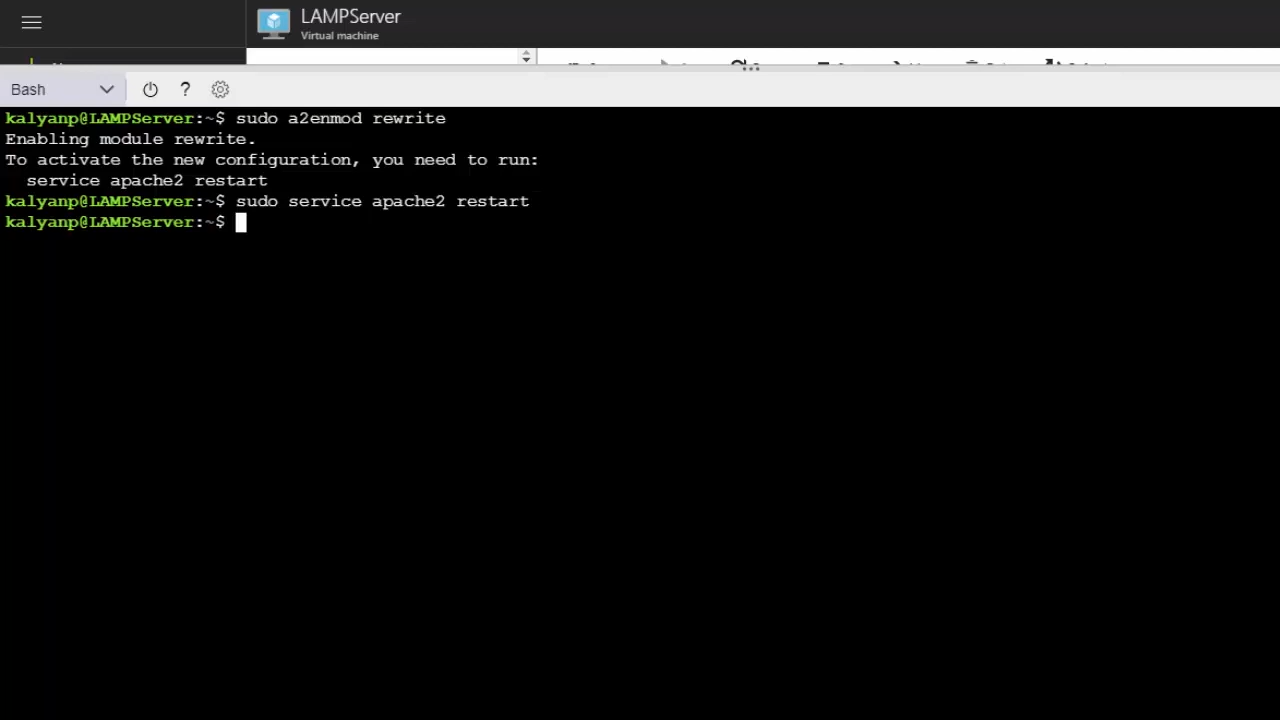 LAMPServer
Virtual machine
Bash
?
kalyanp@LAMPServer:~$ sudo a2enmod rewrite
Enabling module rewrite.
To activate the new configuration, you need to run:
  service apache2 restart
kalyanp@LAMPServer:~$ sudo service apache2 restart
kalyanp@LAMPServer:~$